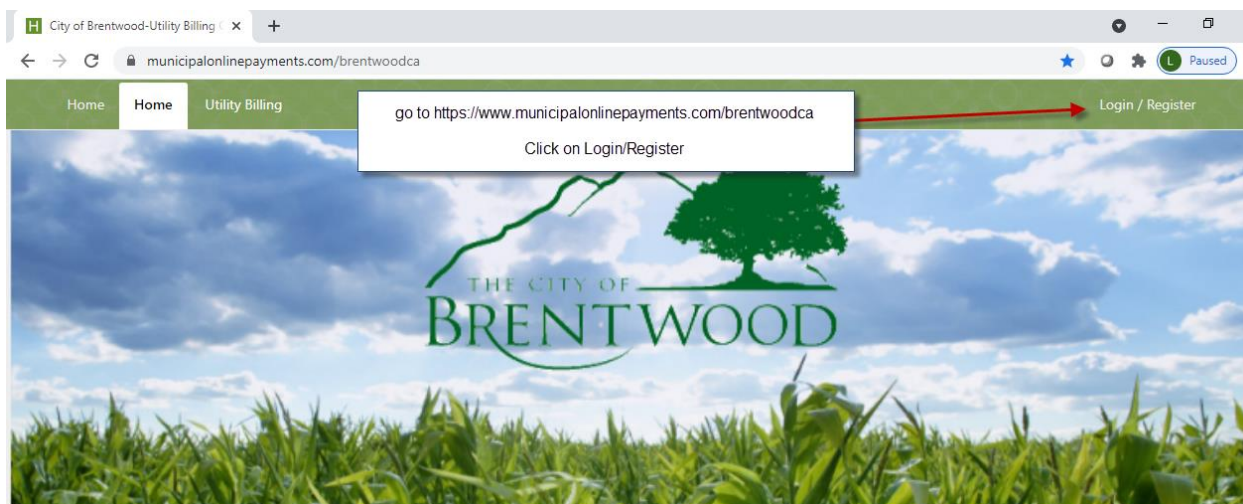 City of Brentwood-Utility Billing
municipalonlinepayments.com/brentwoodca
L Paused
Home Home Utility Billing Login / Register
go to https://www.municipalonlinepayments.com/brentwoodca
Click on Login/Register
THE CITY OF
BRENTWOOD